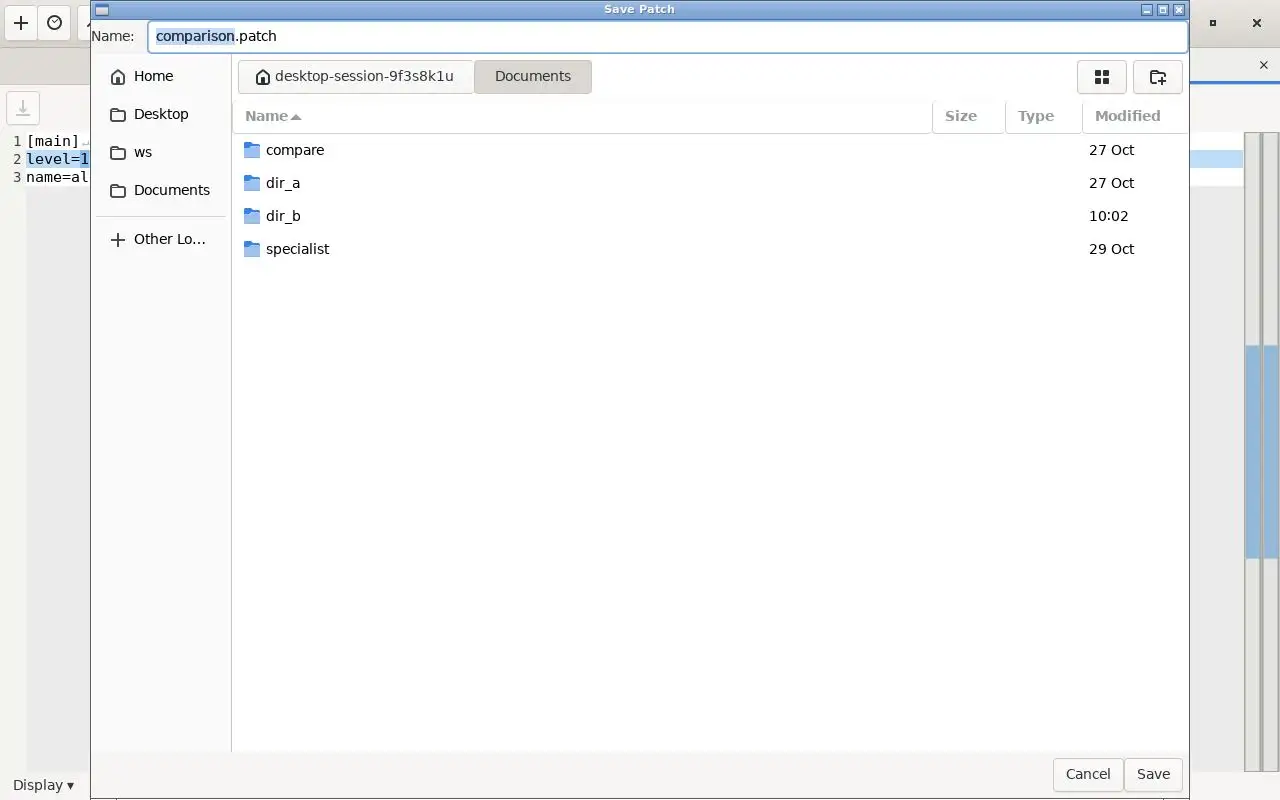 Save Patch
Name: comparison.patch
Home
desktop-session-9f3s8k1u
Documents
Desktop
ws
Documents
Other Lo...
Name Size Type Modified
compare 27 Oct
dir_a 27 Oct
dir_b 10:02
specialist 29 Oct
1 [main]
2 level=1
3 name=al
Display
Cancel Save